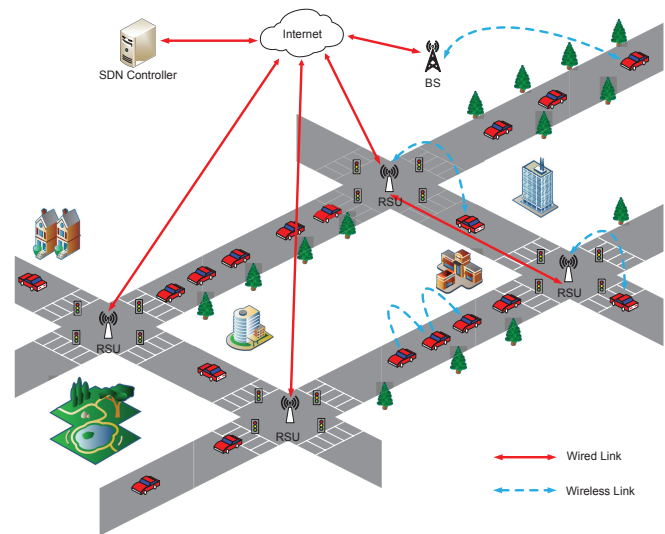 Internet
SDN Controller
BS
RSU
RSU
RSU
RSU
Wired Link
Wireless Link